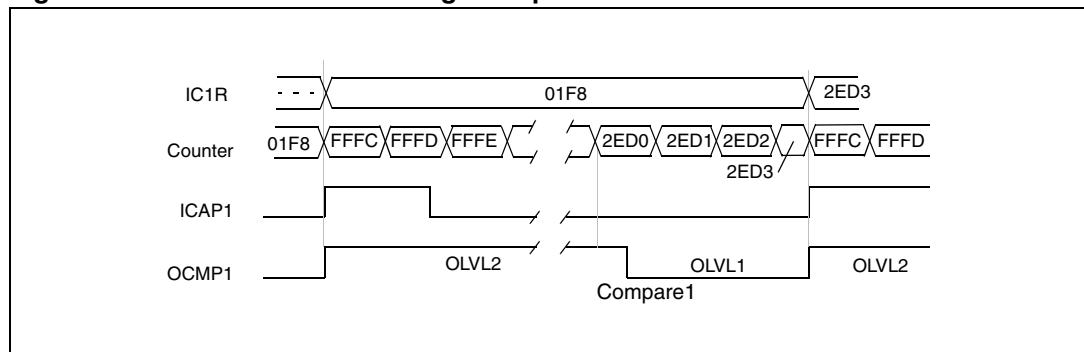 IC1R - - - 01F8 2ED3
Counter 01F8 FFFC FFFD FFFE 2ED0 2ED1 2ED2 FFFC FFFD
2ED3
ICAP1
OCMP1 OLVL2 OLVL1 OLVL2
Compare1